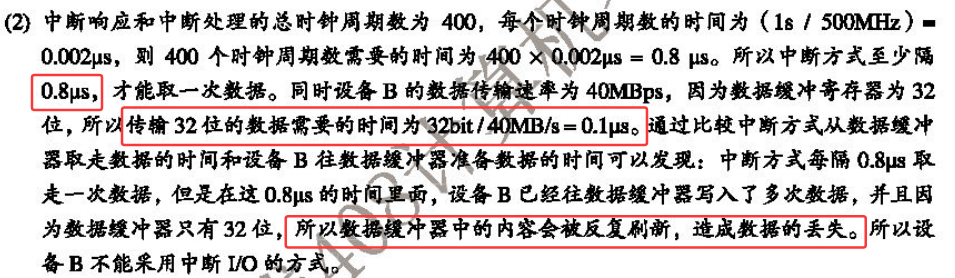 (2) 中断响应和中断处理的总时钟周期数为 400，每个时钟周期数的时间为（1s / 500MHz）=
0.002μs，则 400 个时钟周期数需要的时间为 400 × 0.002μs = 0.8 μs。所以中断方式至少隔
0.8μs，才能取一次数据。同时设备 B 的数据传输速率为 40MBps，因为数据缓冲寄存器为 32
位，所以传输 32 位的数据需要的时间为 32bit / 40MB/s = 0.1μs。通过比较中断方式从数据缓冲
器取走数据的时间和设备 B 往数据缓冲器准备数据的时间可以发现：中断方式每隔 0.8μs 取
走一次数据，但是在这 0.8μs 的时间里面，设备 B 已经往数据缓冲器写入了多次数据，并且因
为数据缓冲器只有 32 位，所以数据缓冲器中的内容会被反复刷新，造成数据的丢失。所以设
备 B 不能采用中断 I/O 的方式。
408计算机